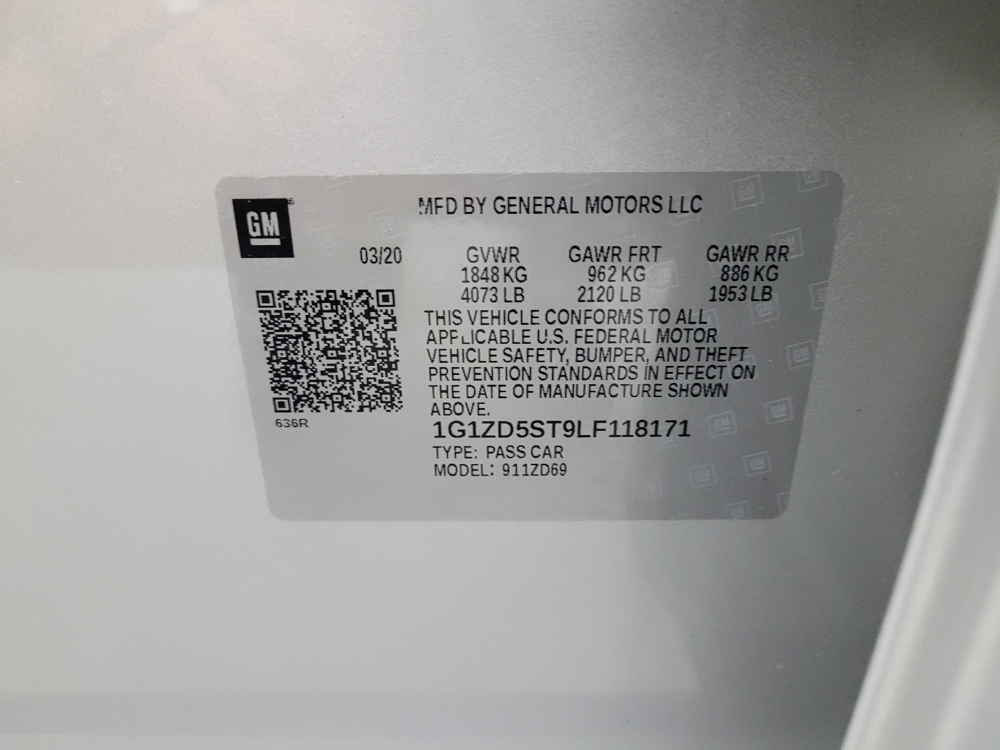 GM
MFD BY GENERAL MOTORS LLC
03/20 GVWR GAWR FRT GAWR RR
1848 KG 962 KG 886 KG
4073 LB 2120 LB 1953 LB
THIS VEHICLE CONFORMS TO ALL
APPLICABLE U.S. FEDERAL MOTOR
VEHICLE SAFETY, BUMPER, AND THEFT
PREVENTION STANDARDS IN EFFECT ON
THE DATE OF MANUFACTURE SHOWN
ABOVE.
636R
1G1ZD5ST9LF118171
TYPE: PASS CAR
MODEL: 911ZD69